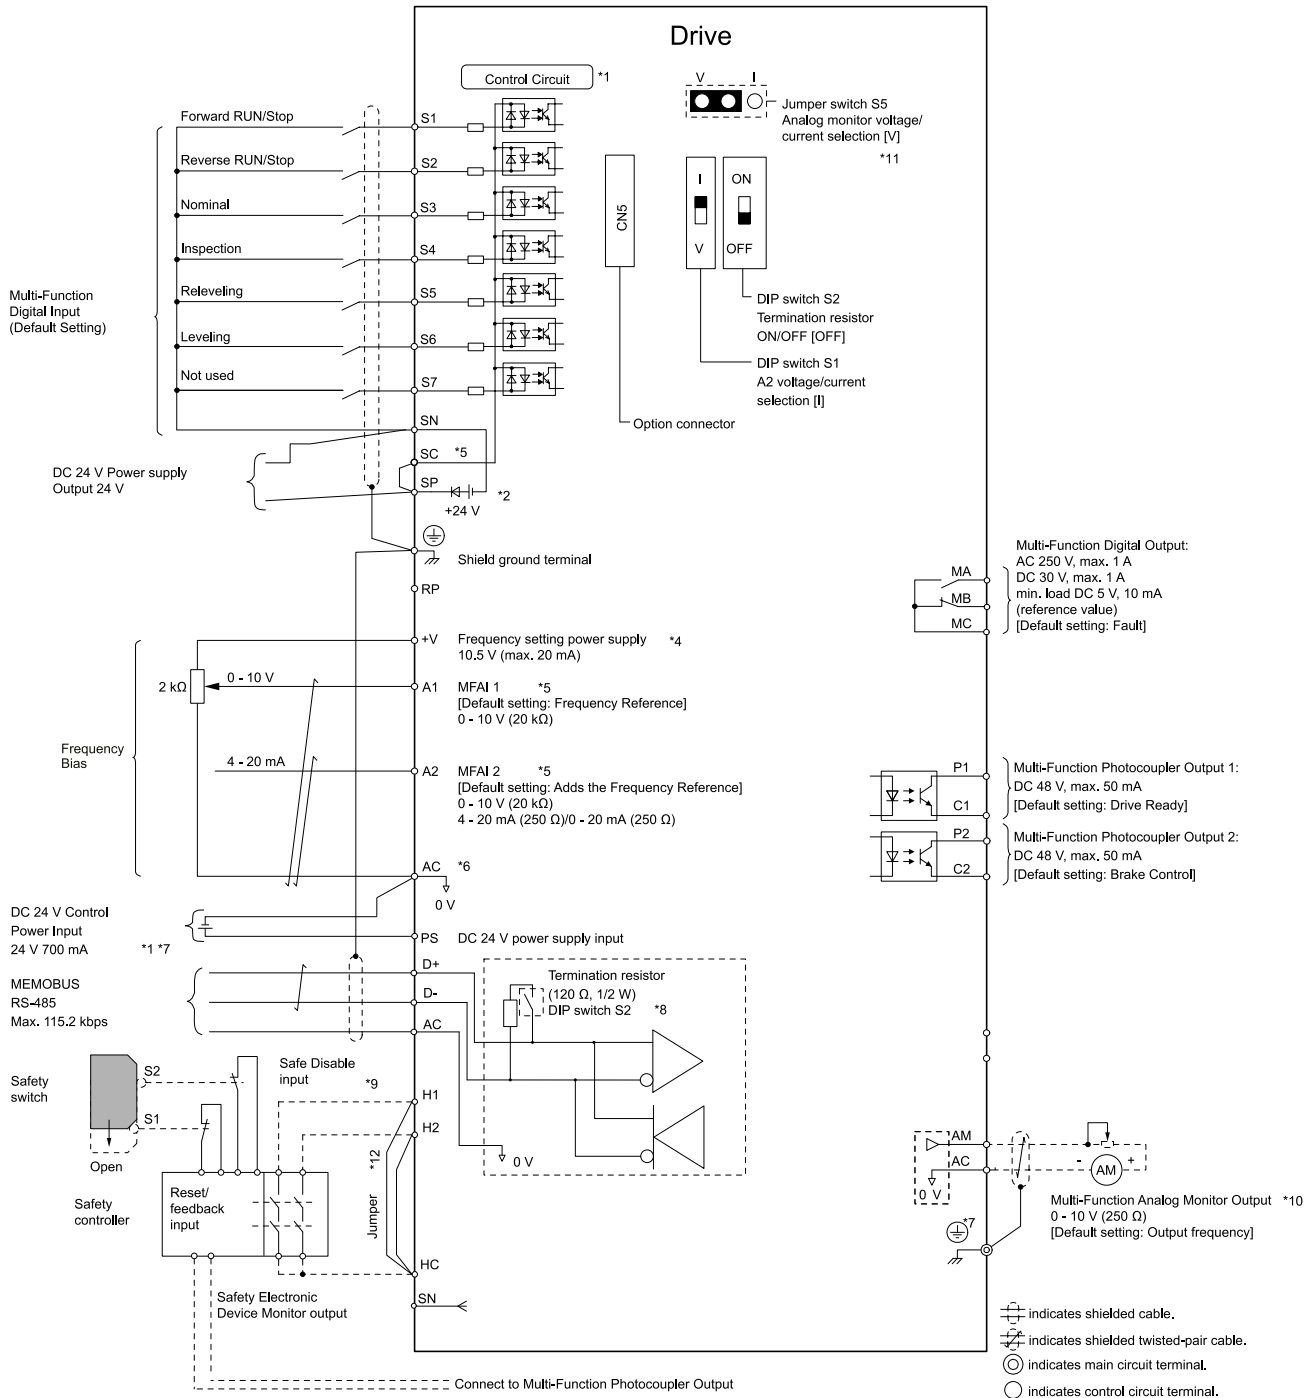 Drive
Control Circuit *1
V I
Jumper switch S5
Analog monitor voltage/
current selection [V]
*11
Forward RUN/Stop
S1
Reverse RUN/Stop
S2
Nominal
S3
Inspection
S4
Releveling
S5
Leveling
S6
Not used
S7
Multi-Function
Digital Input
(Default Setting)
CN5
I
V
ON
OFF
DIP switch S2
Termination resistor
ON/OFF [OFF]
DIP switch S1
A2 voltage/current
selection [I]
Option connector
SN
SC *5
SP
+24 V
*2
DC 24 V Power supply
Output 24 V
Shield ground terminal
RP
+V
Frequency setting power supply *4
10.5 V (max. 20 mA)
2 kΩ
0 - 10 V
A1
MFAI 1 *5
[Default setting: Frequency Reference]
0 - 10 V (20 kΩ)
Frequency
Bias
4 - 20 mA
A2
MFAI 2 *5
[Default setting: Adds the Frequency Reference]
0 - 10 V (20 kΩ)
4 - 20 mA (250 Ω)/0 - 20 mA (250 Ω)
AC *6
0 V
DC 24 V Control
Power Input
24 V 700 mA *1 *7
PS
DC 24 V power supply input
MEMOBUS
RS-485
Max. 115.2 kbps
D+
D-
AC
Termination resistor
(120 Ω, 1/2 W)
DIP switch S2 *8
0 V
MA
MB
MC
Multi-Function Digital Output:
AC 250 V, max. 1 A
DC 30 V, max. 1 A
min. load DC 5 V, 10 mA
(reference value)
[Default setting: Fault]
P1
C1
Multi-Function Photocoupler Output 1:
DC 48 V, max. 50 mA
[Default setting: Drive Ready]
P2
C2
Multi-Function Photocoupler Output 2:
DC 48 V, max. 50 mA
[Default setting: Brake Control]
Safety
switch
S2
S1
Open
Safe Disable
input
*9
H1
H2
*12
Jumper
HC
SN
Safety
controller
Reset/
feedback
input
Safety Electronic
Device Monitor output
Connect to Multi-Function Photocoupler Output
AM
AC
0 V
*7
- +
AM
Multi-Function Analog Monitor Output *10
0 - 10 V (250 Ω)
[Default setting: Output frequency]
indicates shielded cable.
indicates shielded twisted-pair cable.
indicates main circuit terminal.
indicates control circuit terminal.